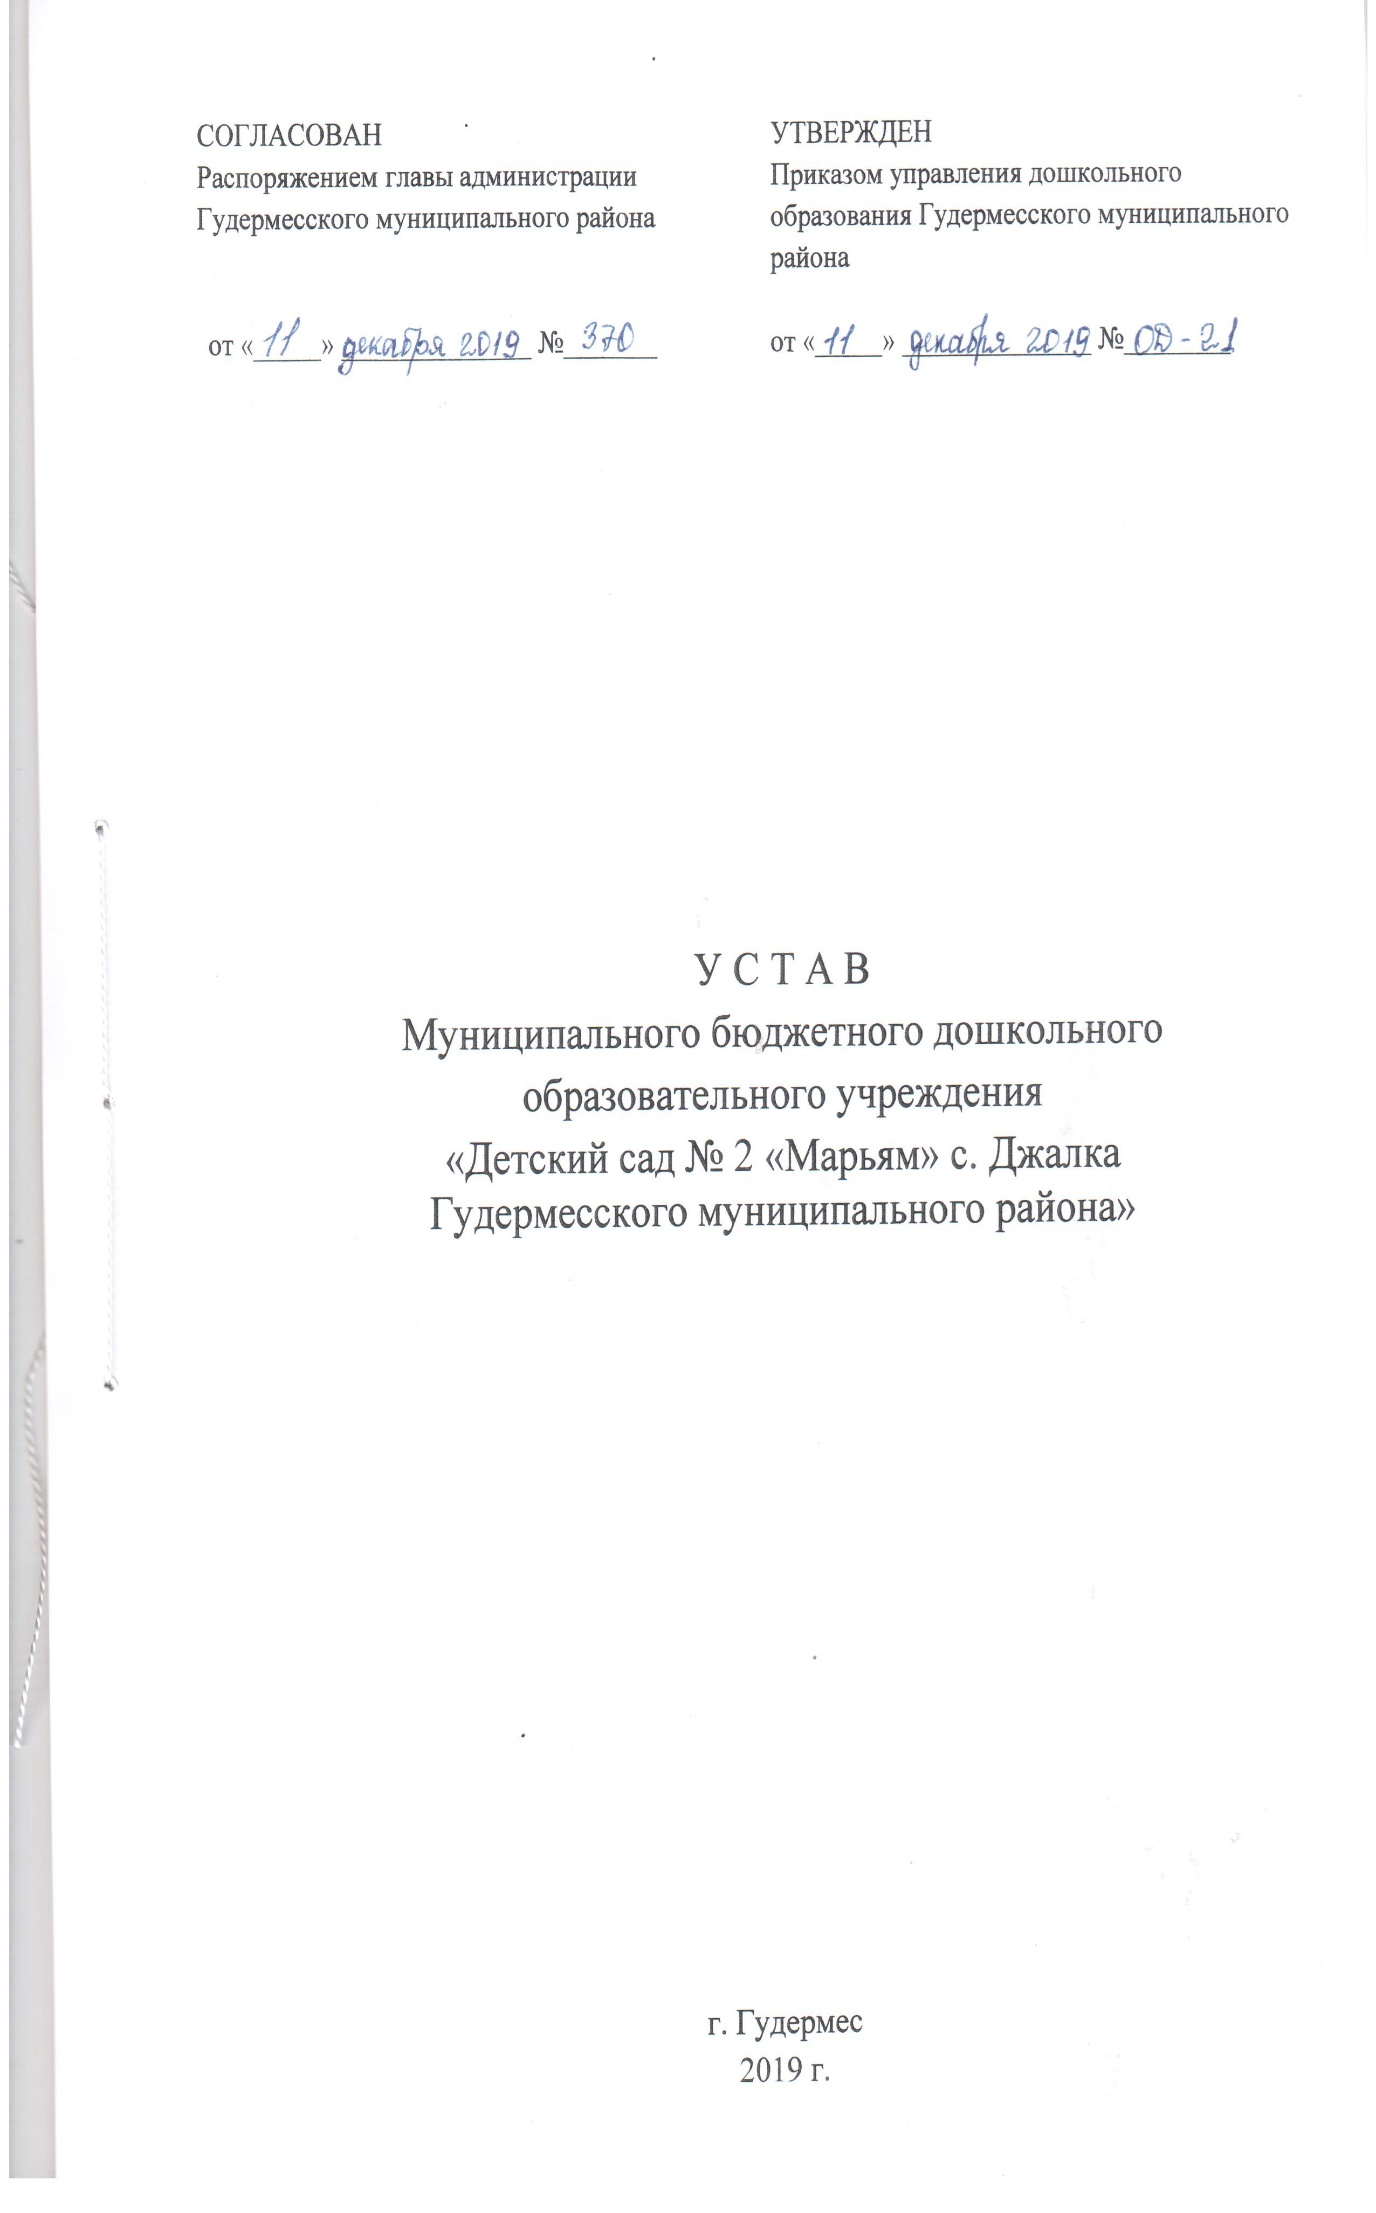 СОГЛАСОВАН
Распоряжением главы администрации
Гудермесского муниципального района
от «11» декабря 2019 № 370
УТВЕРЖДЕН
Приказом управления дошкольного
образования Гудермесского муниципального
района
от «11» декабря 2019 № ОД-21
У С Т А В
Муниципального бюджетного дошкольного
образовательного учреждения
«Детский сад № 2 «Марьям» с. Джалка
Гудермесского муниципального района»
г. Гудермес
2019 г.